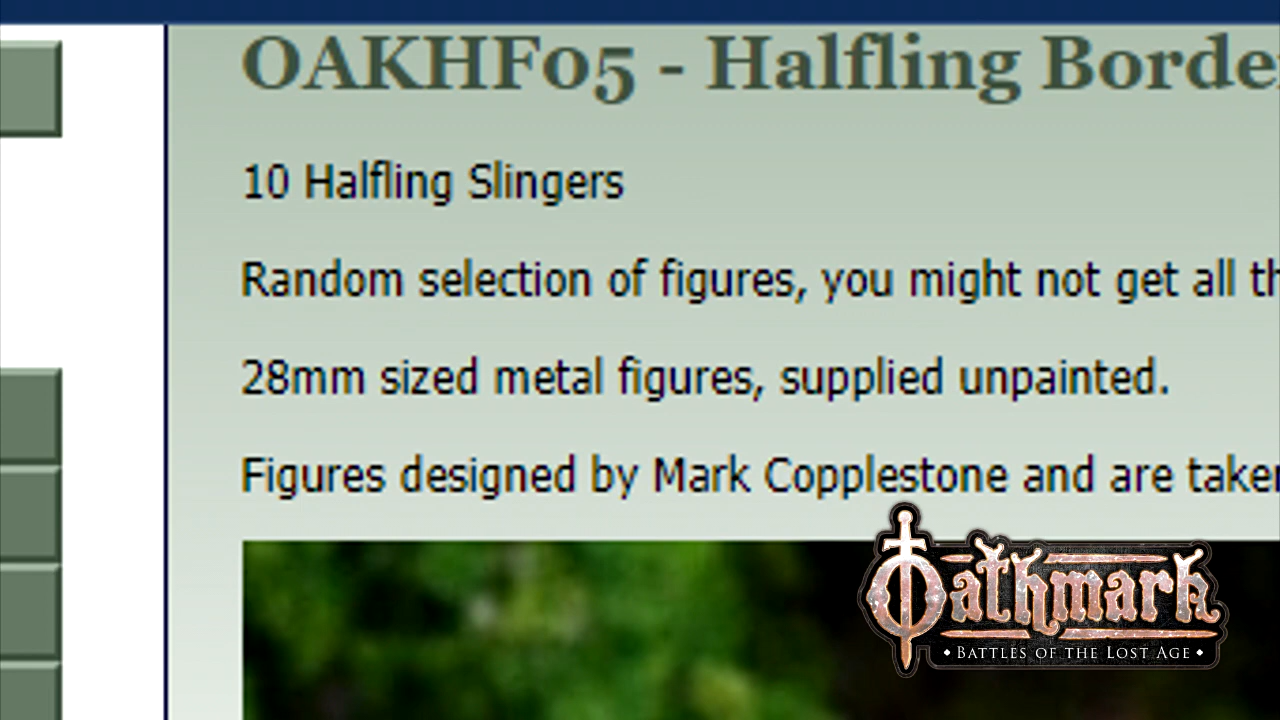 OAKHF05 - Halfling Borde
10 Halfling Slingers
Random selection of figures, you might not get all th
28mm sized metal figures, supplied unpainted.
Figures designed by Mark Copplestone and are taken
Oathmark
• BATTLES OF THE LOST AGE •